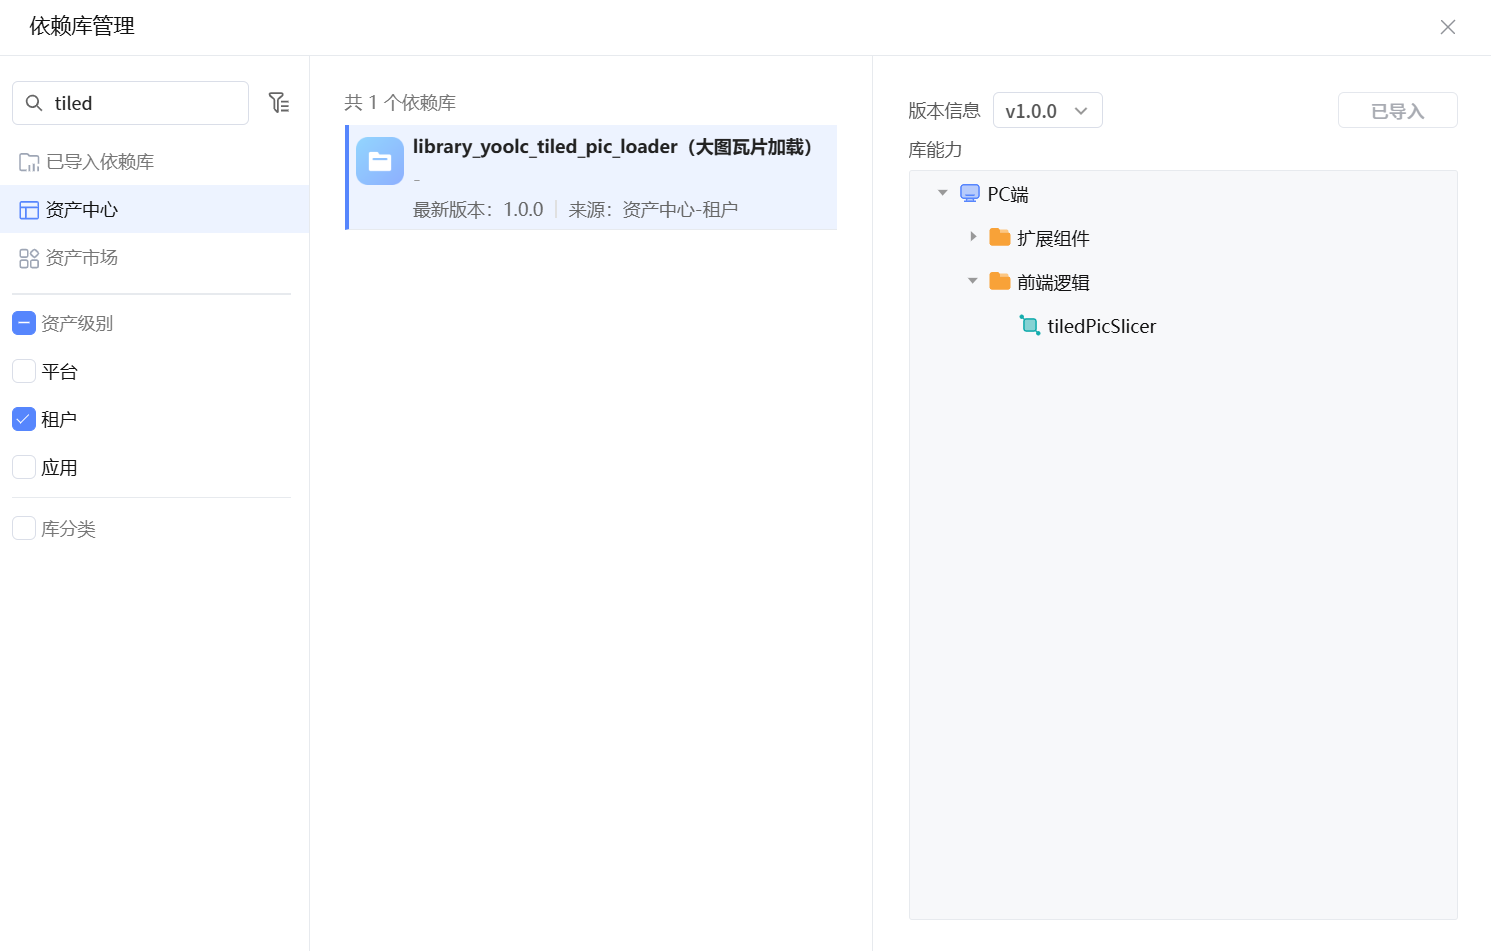 依赖库管理
tiled
已导入依赖库
资产中心
资产市场
资产级别
平台
租户
应用
库分类
共 1 个依赖库
library_yoolc_tiled_pic_loader（大图瓦片加载）
-
最新版本：1.0.0 | 来源：资产中心-租户
版本信息 v1.0.0 已导入
库能力
PC端
扩展组件
前端逻辑
tiledPicSlicer